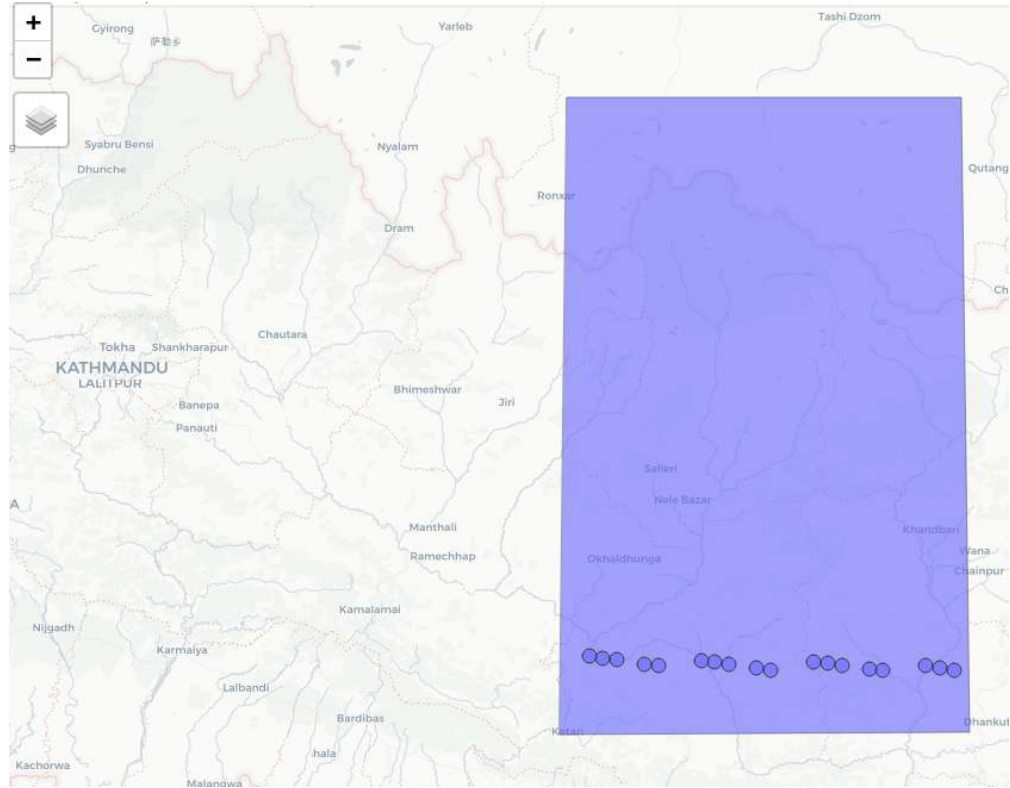 +
Gyirong
萨勒乡
Yarleb
Tashi Dzom
−
Syabru Bensi
Dhunche
Nyalam
Qutang
Ronxar
Dram
Ch
Chautara
Tokha
Shankharapur
KATHMANDU
LALITPUR
Bhimeshwar
Jiri
Banepa
Panauti
Salleri
Nele Bazar
A
Manthali
Khandbari
Ramechhap
Okhaldhunga
Wana
Chainpur
Kamalamai
Nijgadh
Karmaiya
Lalbandi
Bardibas
Dhankut
Katari
hala
Kachorwa
Malangwa